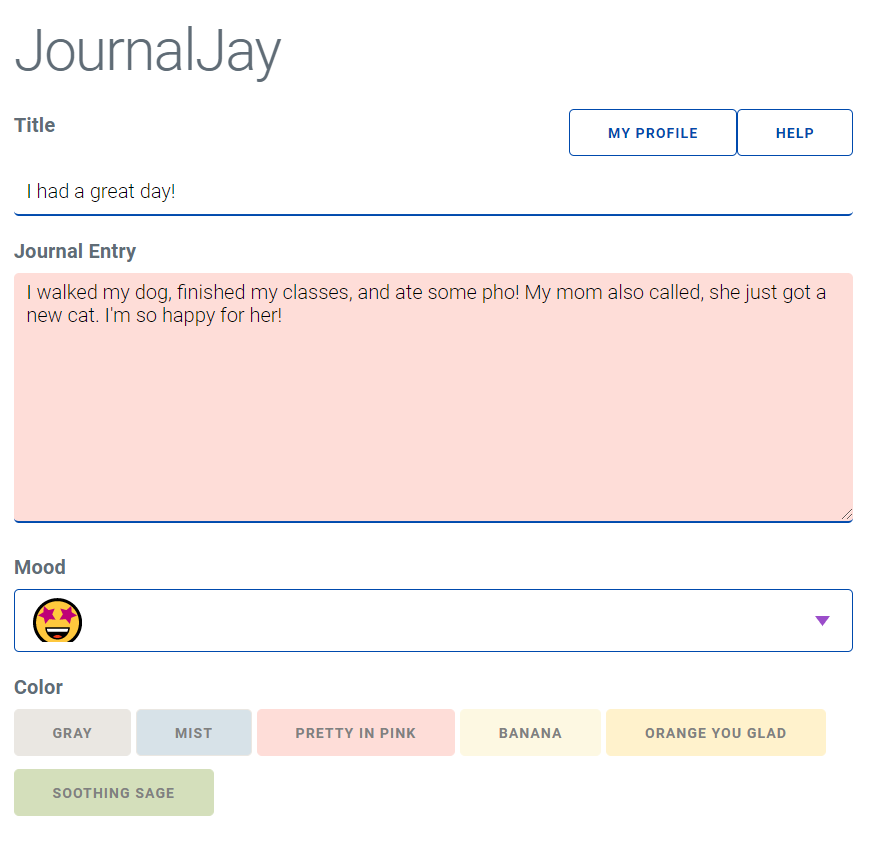 JournalJay
Title
MY PROFILE
HELP
I had a great day!
Journal Entry
I walked my dog, finished my classes, and ate some pho! My mom also called, she just got a
new cat. I'm so happy for her!
Mood
Color
GRAY
MIST
PRETTY IN PINK
BANANA
ORANGE YOU GLAD
SOOTHING SAGE